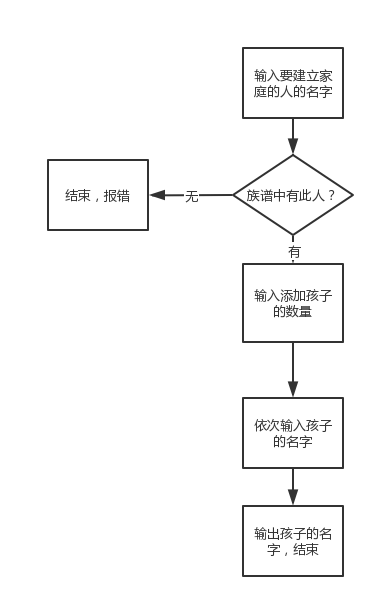 输入要建立家
庭的人的名字
族谱中有此人？
无
结束，报错
有
输入添加孩子
的数量
依次输入孩子
的名字
输出孩子的名
字，结束